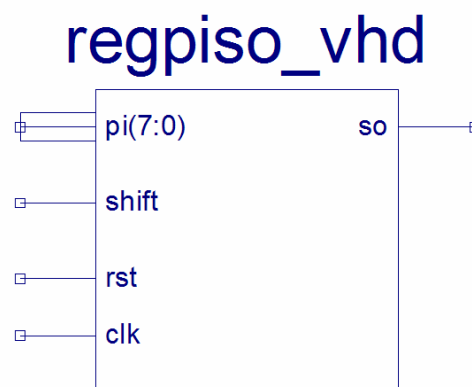 regpiso_vhd
pi(7:0) so
shift
rst
clk